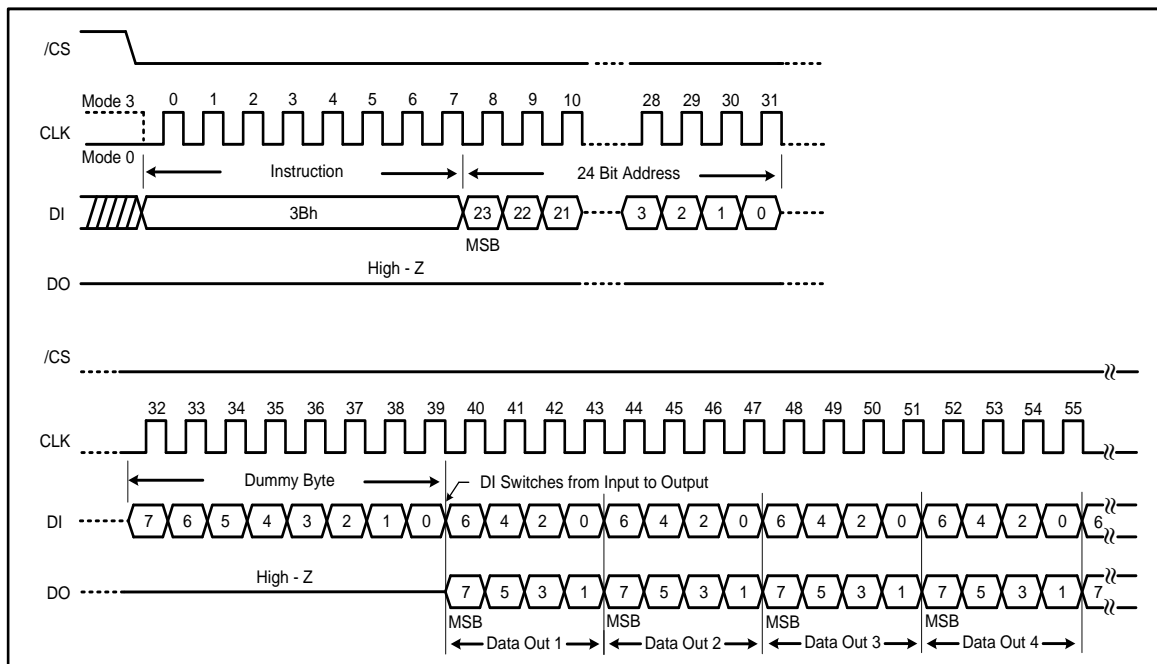 /CS
Mode 3 0 1 2 3 4 5 6 7 8 9 10 28 29 30 31
CLK
Mode 0
Instruction 24 Bit Address
DI 3Bh 23 22 21 3 2 1 0
MSB
High - Z
DO
/CS
32 33 34 35 36 37 38 39 40 41 42 43 44 45 46 47 48 49 50 51 52 53 54 55
CLK
Dummy Byte DI Switches from Input to Output
DI 7 6 5 4 3 2 1 0 6 4 2 0 6 4 2 0 6 4 2 0 6 4 2 0 6
High - Z
DO 7 5 3 1 7 5 3 1 7 5 3 1 7 5 3 1 7
MSB MSB MSB MSB
Data Out 1 Data Out 2 Data Out 3 Data Out 4